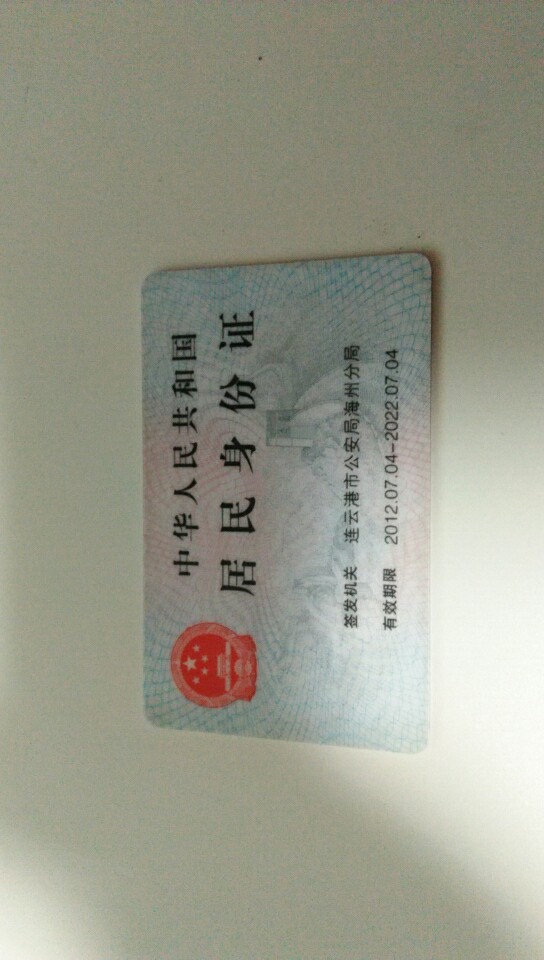 中华人民共和国
居民身份证
签发机关 连云港市公安局海州分局
有效期限 2012.07.04-2022.07.04